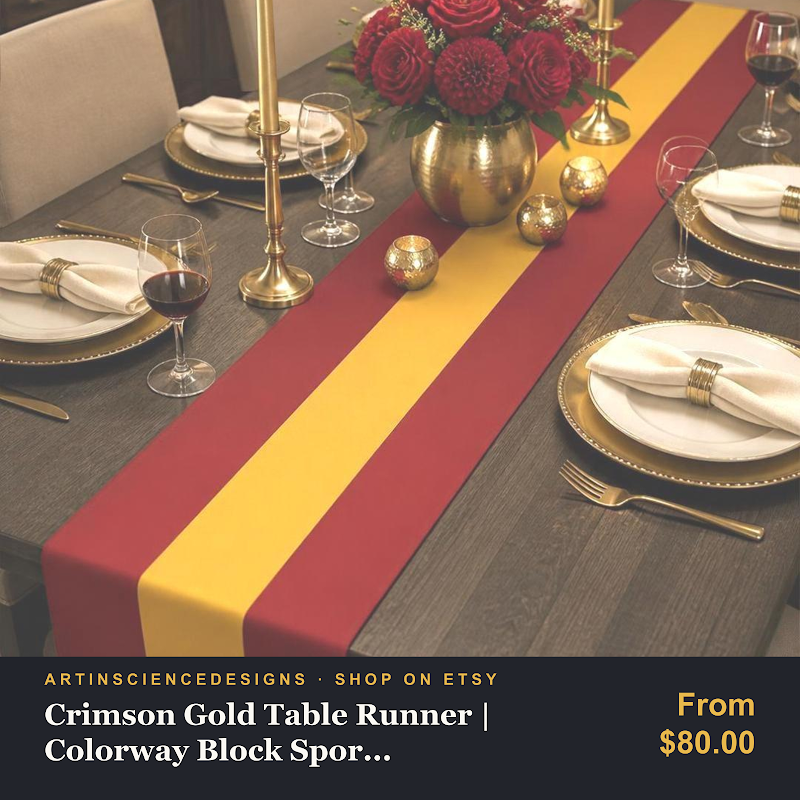 ARTINSCIENCEDESIGNS · SHOP ON ETSY
Crimson Gold Table Runner |
Colorway Block Spor...
From
$80.00